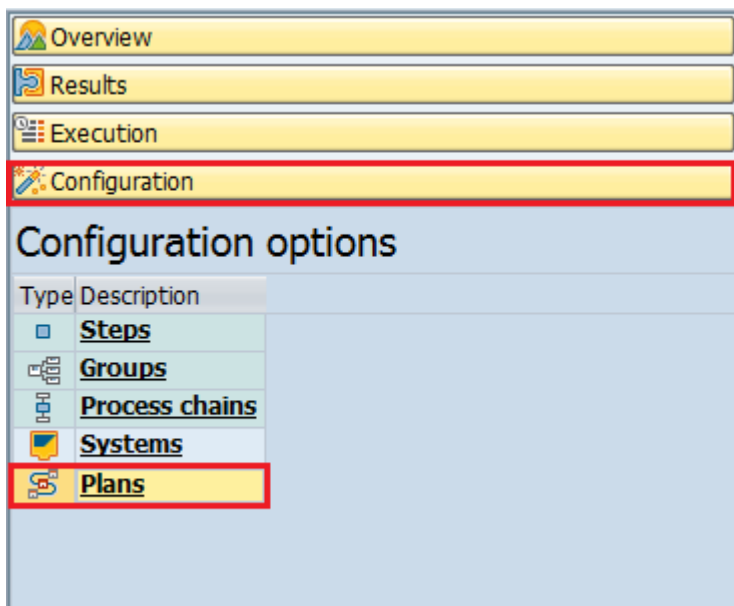 Overview
Results
Execution
Configuration
Configuration options
Type Description
Steps
Groups
Process chains
Systems
Plans